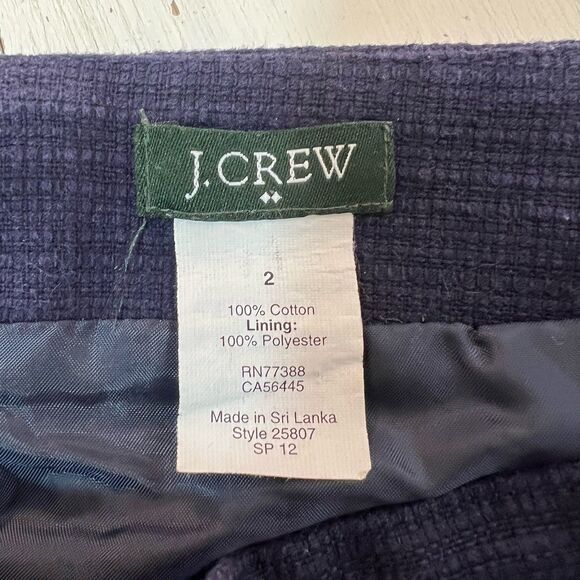 J.CREW
2
100% Cotton
Lining:
100% Polyester
RN77388
CA56445
Made in Sri Lanka
Style 25807
SP 12